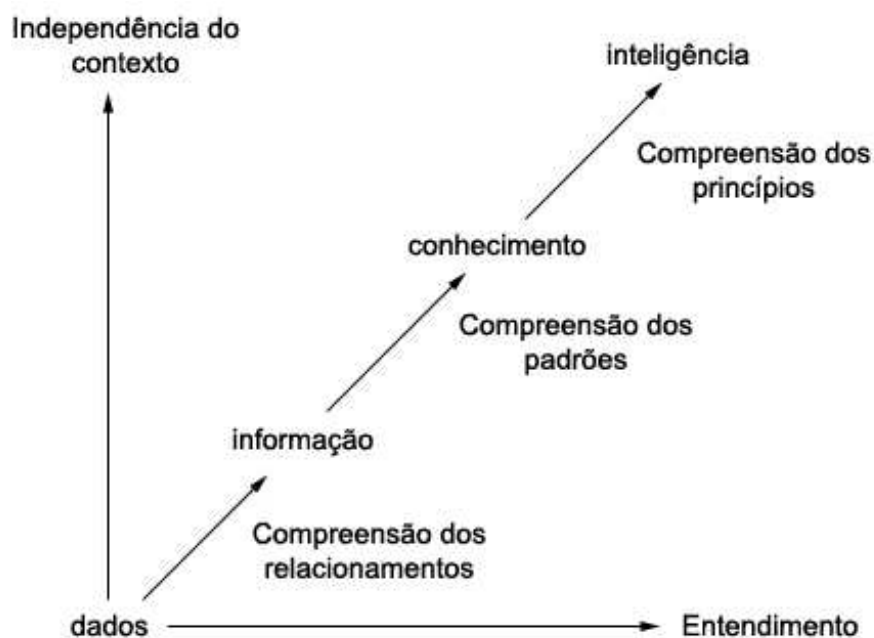 Independência do
contexto
inteligência
Compreensão dos
princípios
conhecimento
Compreensão dos
padrões
informação
Compreensão dos
relacionamentos
dados
Entendimento